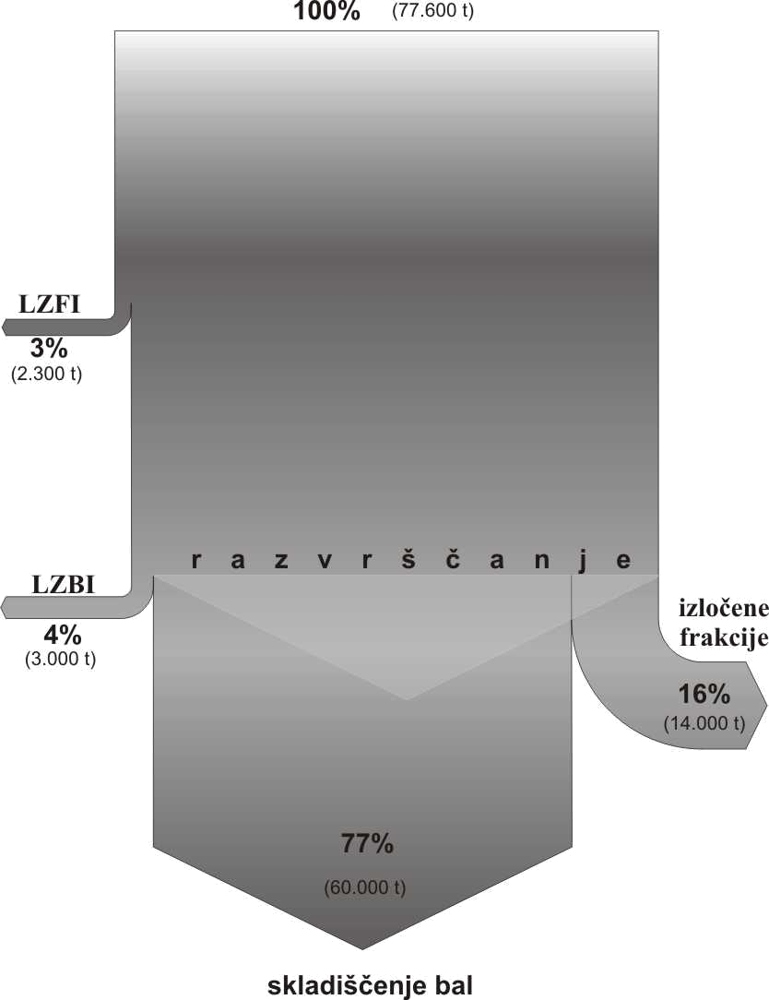 100% (77.600 t)
LZFI
3%
(2.300 t)
razvrščanje
LZBI
4%
(3.000 t)
izločene
frakcije
16%
(14.000 t)
77%
(60.000 t)
skladiščenje bal